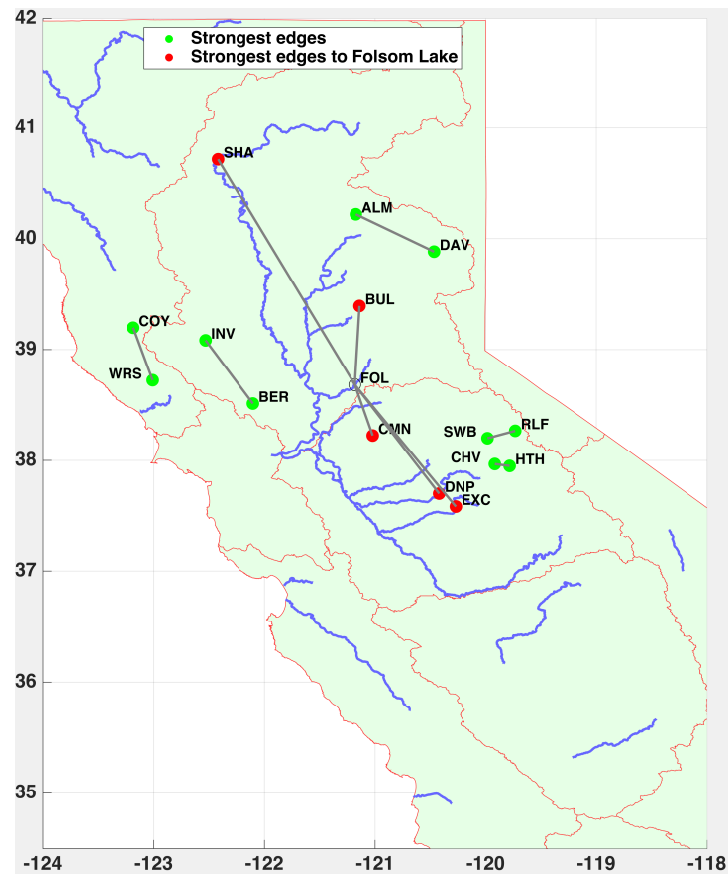 42
Strongest edges
Strongest edges to Folsom Lake
41
SHA
ALM
40
DAV
BUL
COY
INV
39
FOL
WRS
BER
RLF
CMN
SWB
38
CHV
HTH
DNP
EXC
37
36
35
-124 -123 -122 -121 -120 -119 -118